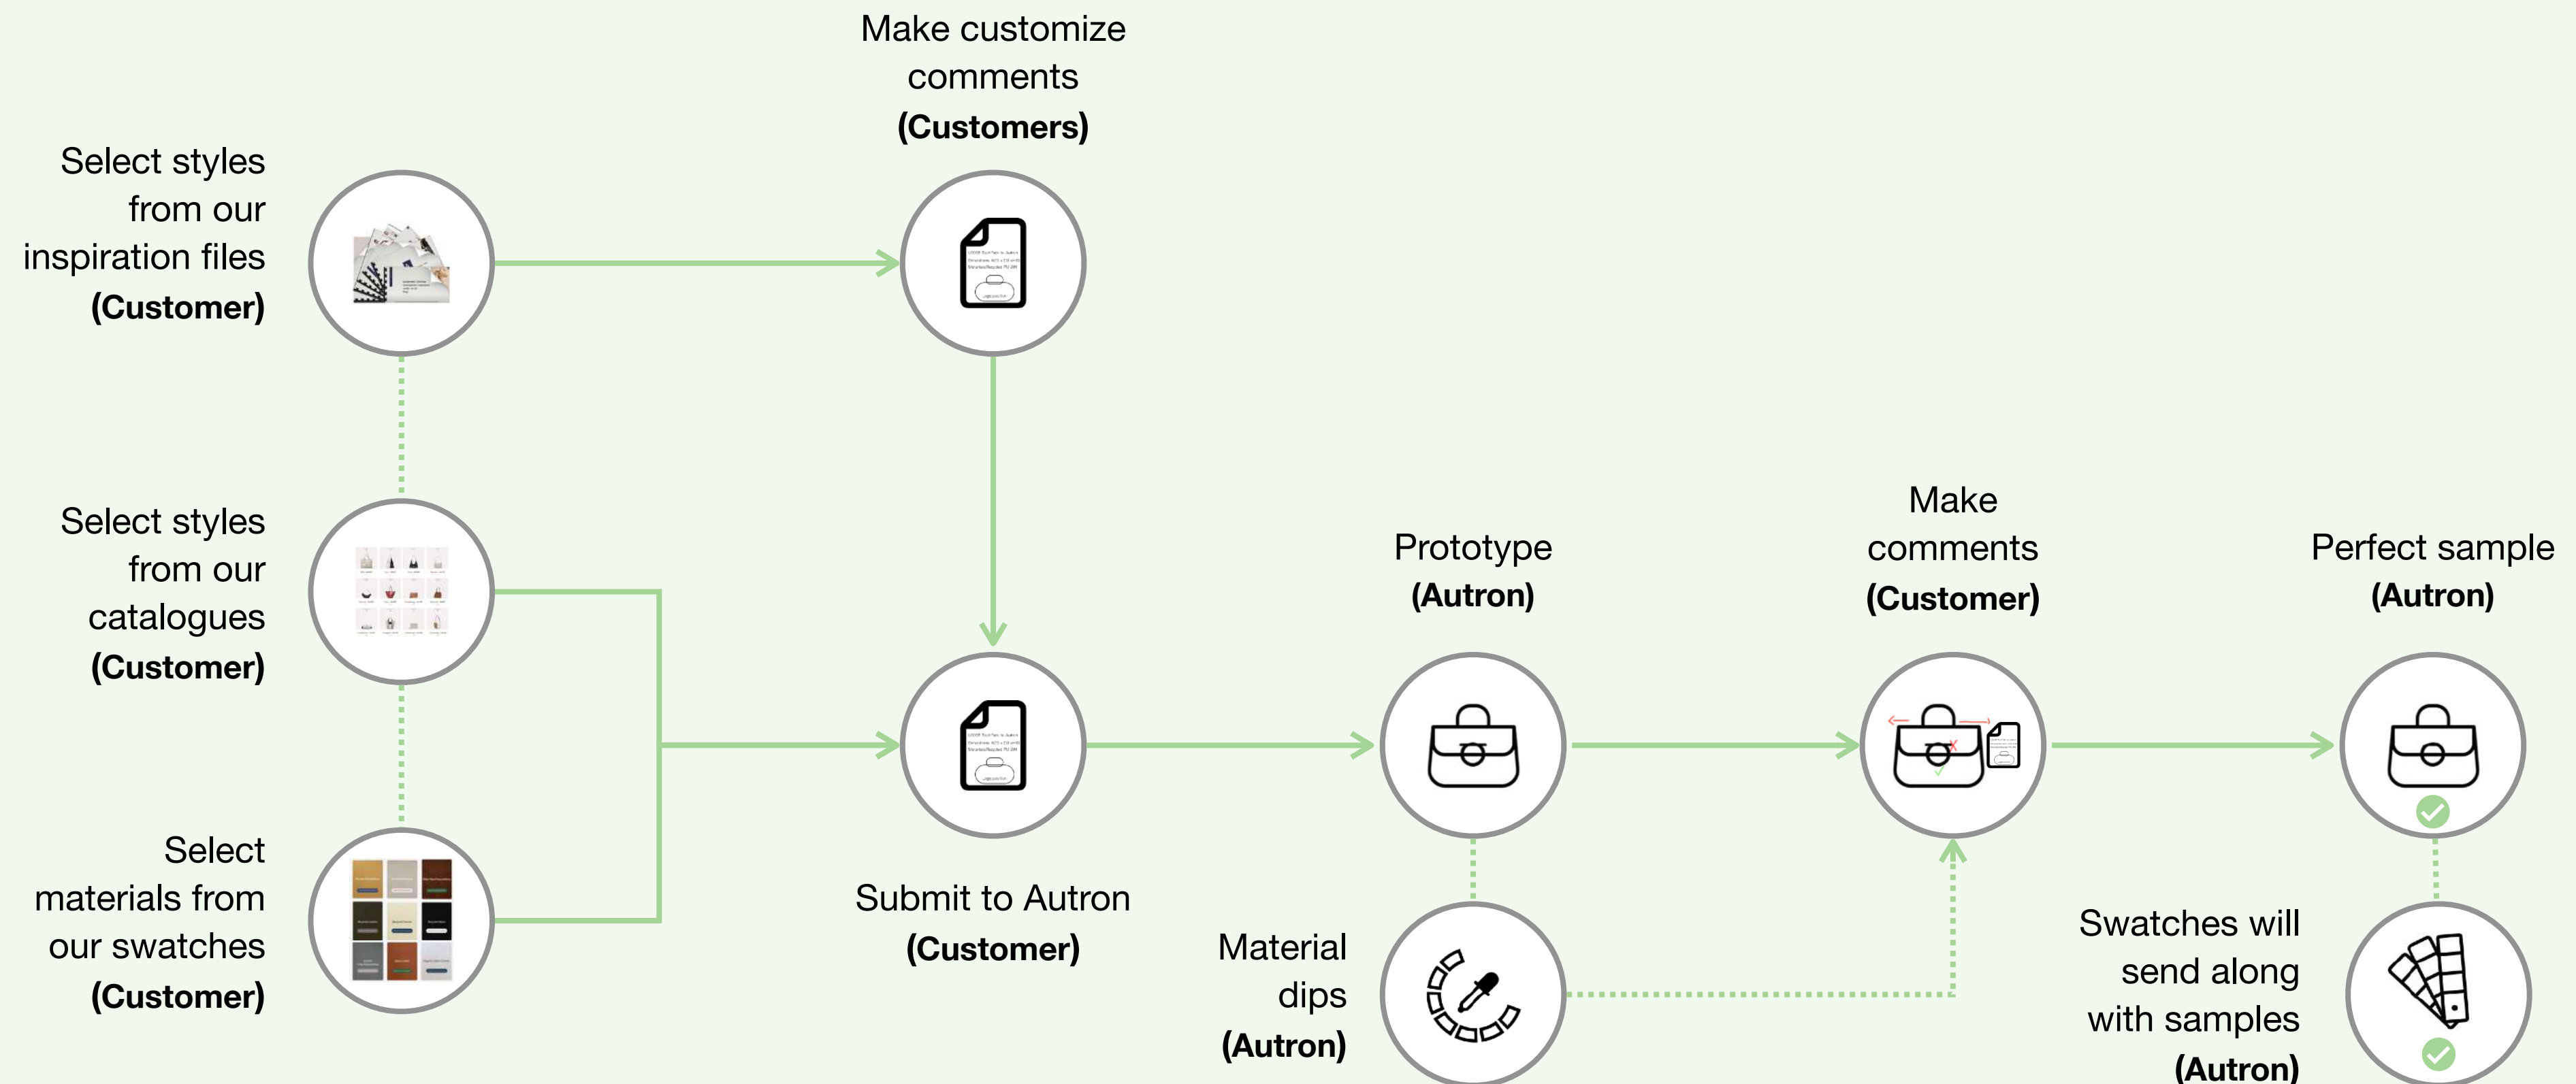 Make customize
comments
(Customers)
Select styles
from our
inspiration files
(Customer)
Select styles
from our
catalogues
(Customer)
Select
materials from
our swatches
(Customer)
Submit to Autron
(Customer)
Prototype
(Autron)
Material
dips
(Autron)
Make
comments
(Customer)
Perfect sample
(Autron)
Swatches will
send along
with samples
(Autron)